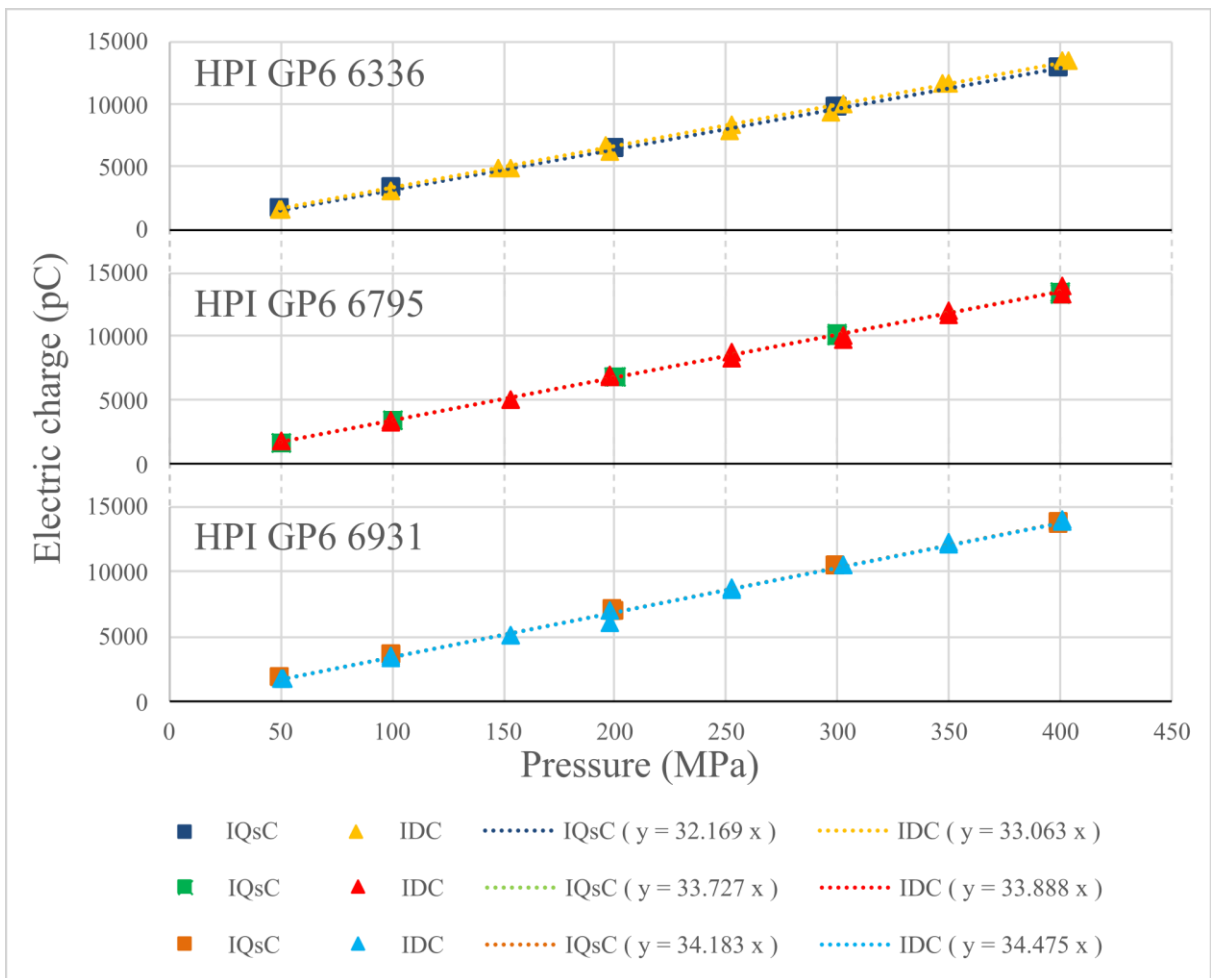 15000
HPI GP6 6336
10000
5000
0
15000
HPI GP6 6795
10000
5000
0
15000
HPI GP6 6931
10000
5000
0
Electric charge (pC)
0 50 100 150 200 250 300 350 400 450
Pressure (MPa)
IQsC IDC IQsC ( y = 32.169 x ) IDC ( y = 33.063 x )
IQsC IDC IQsC ( y = 33.727 x ) IDC ( y = 33.888 x )
IQsC IDC IQsC ( y = 34.183 x ) IDC ( y = 34.475 x )